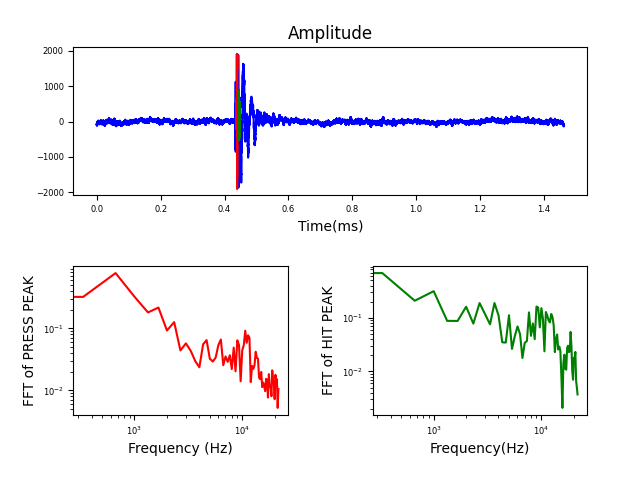 Amplitude
2000
1000
0
−1000
−2000
0.0 0.2 0.4 0.6 0.8 1.0 1.2 1.4
Time(ms)
FFT of PRESS PEAK
10⁻¹
10⁻²
10³ 10⁴
Frequency (Hz)
FFT of HIT PEAK
10⁻¹
10⁻²
10³ 10⁴
Frequency(Hz)